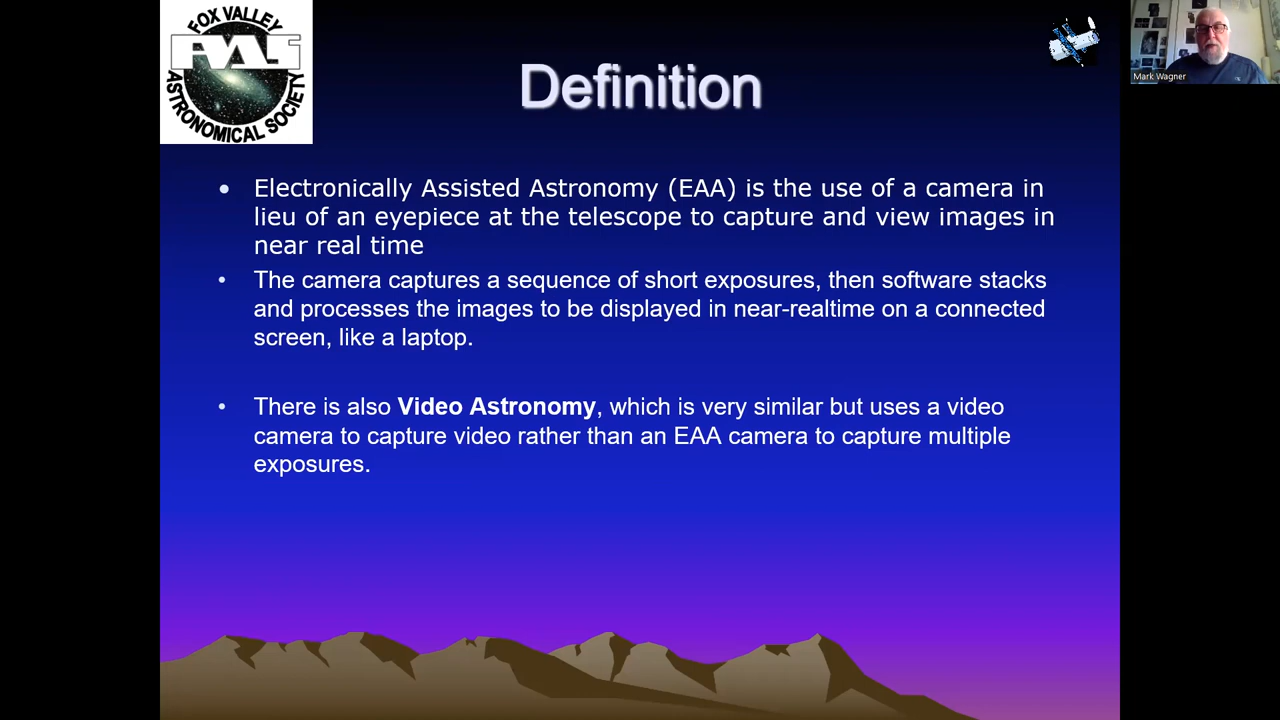 FOX VALLEY
FVAS
ASTRONOMICAL SOCIETY
Mark Wagner
Definition
• Electronically Assisted Astronomy (EAA) is the use of a camera in
lieu of an eyepiece at the telescope to capture and view images in
near real time
• The camera captures a sequence of short exposures, then software stacks
and processes the images to be displayed in near-realtime on a connected
screen, like a laptop.
• There is also Video Astronomy, which is very similar but uses a video
camera to capture video rather than an EAA camera to capture multiple
exposures.